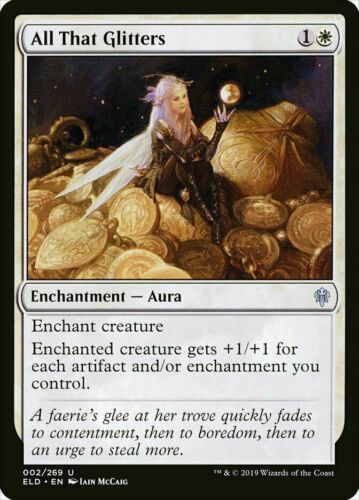 All That Glitters 1
Enchantment — Aura
Enchant creature
Enchanted creature gets +1/+1 for
each artifact and/or enchantment you
control.
A faerie's glee at her trove quickly fades
to contentment, then to boredom, then to
an urge to steal more.
002/269 U
ELD • EN Iain McCaig
™ & © 2019 Wizards of the Coast